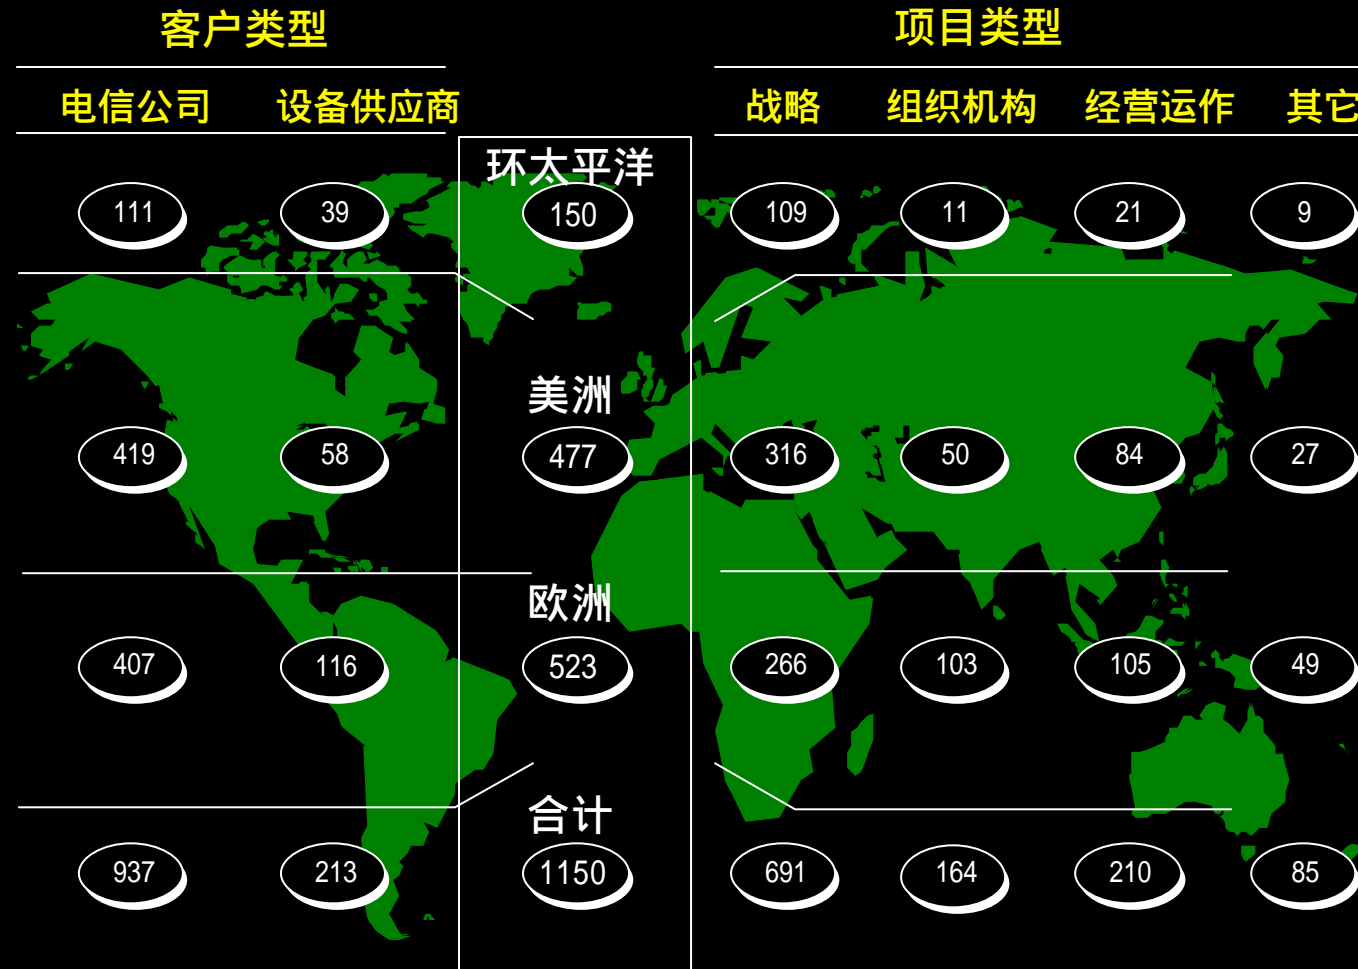 客户类型 项目类型
电信公司 设备供应商 战略 组织机构 经营运作 其它
环太平洋
111 39 150 109 11 21 9
美洲
419 58 477 316 50 84 27
欧洲
407 116 523 266 103 105 49
合计
937 213 1150 691 164 210 85